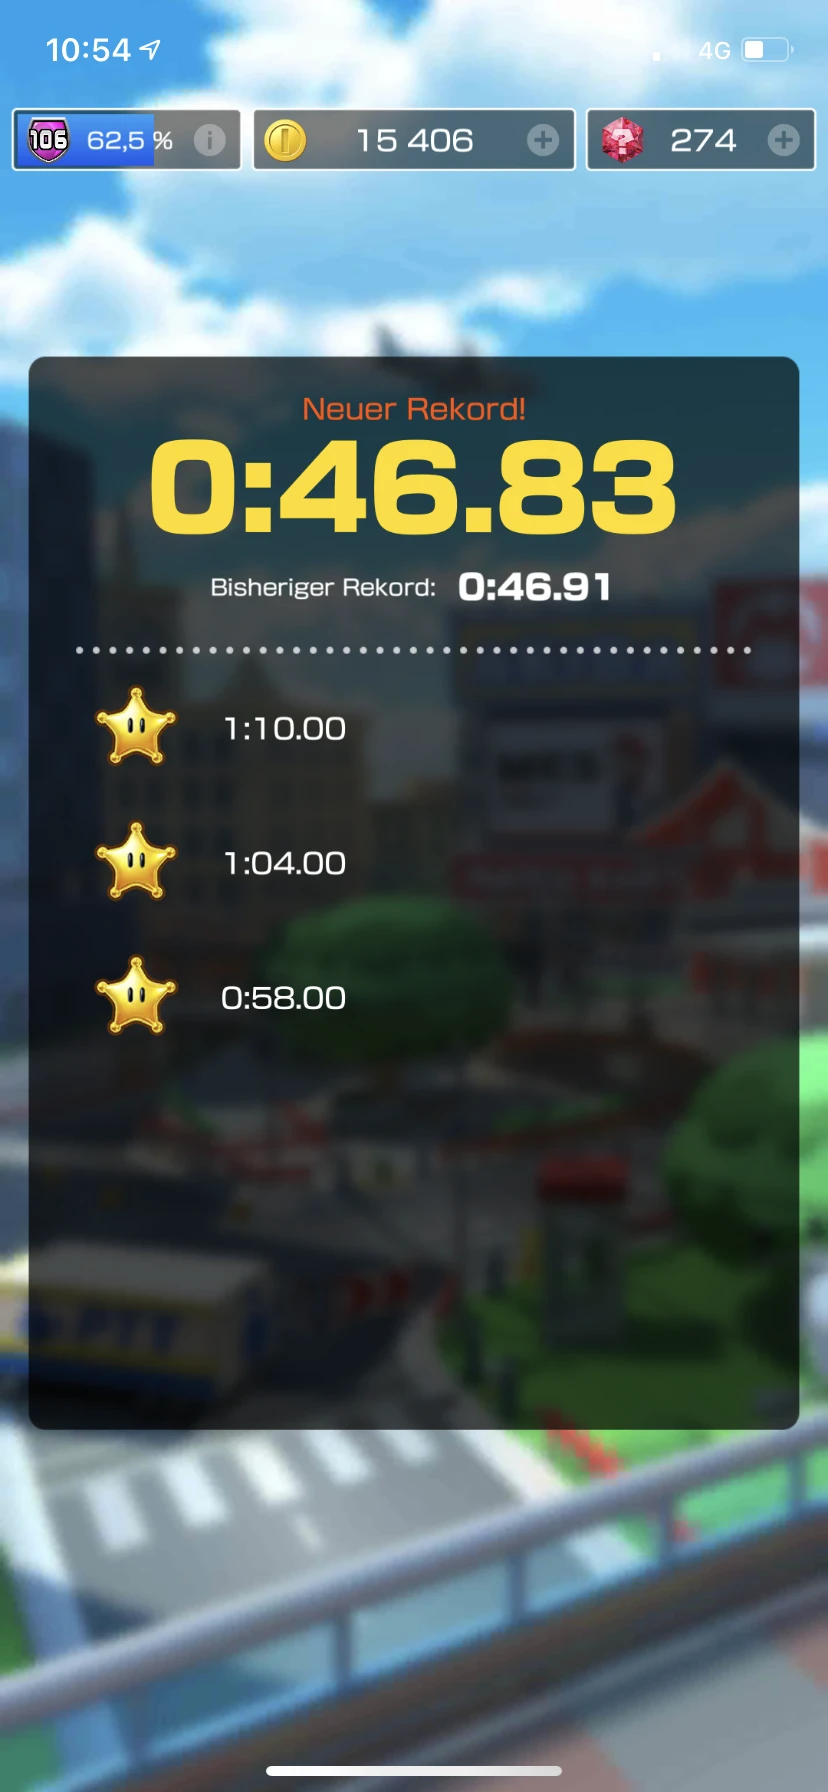 10:54 4G
106 62,5 % i 15 406 + ? 274 +
Neuer Rekord!
0:46.83
Bisheriger Rekord: 0:46.91
1:10.00
1:04.00
0:58.00